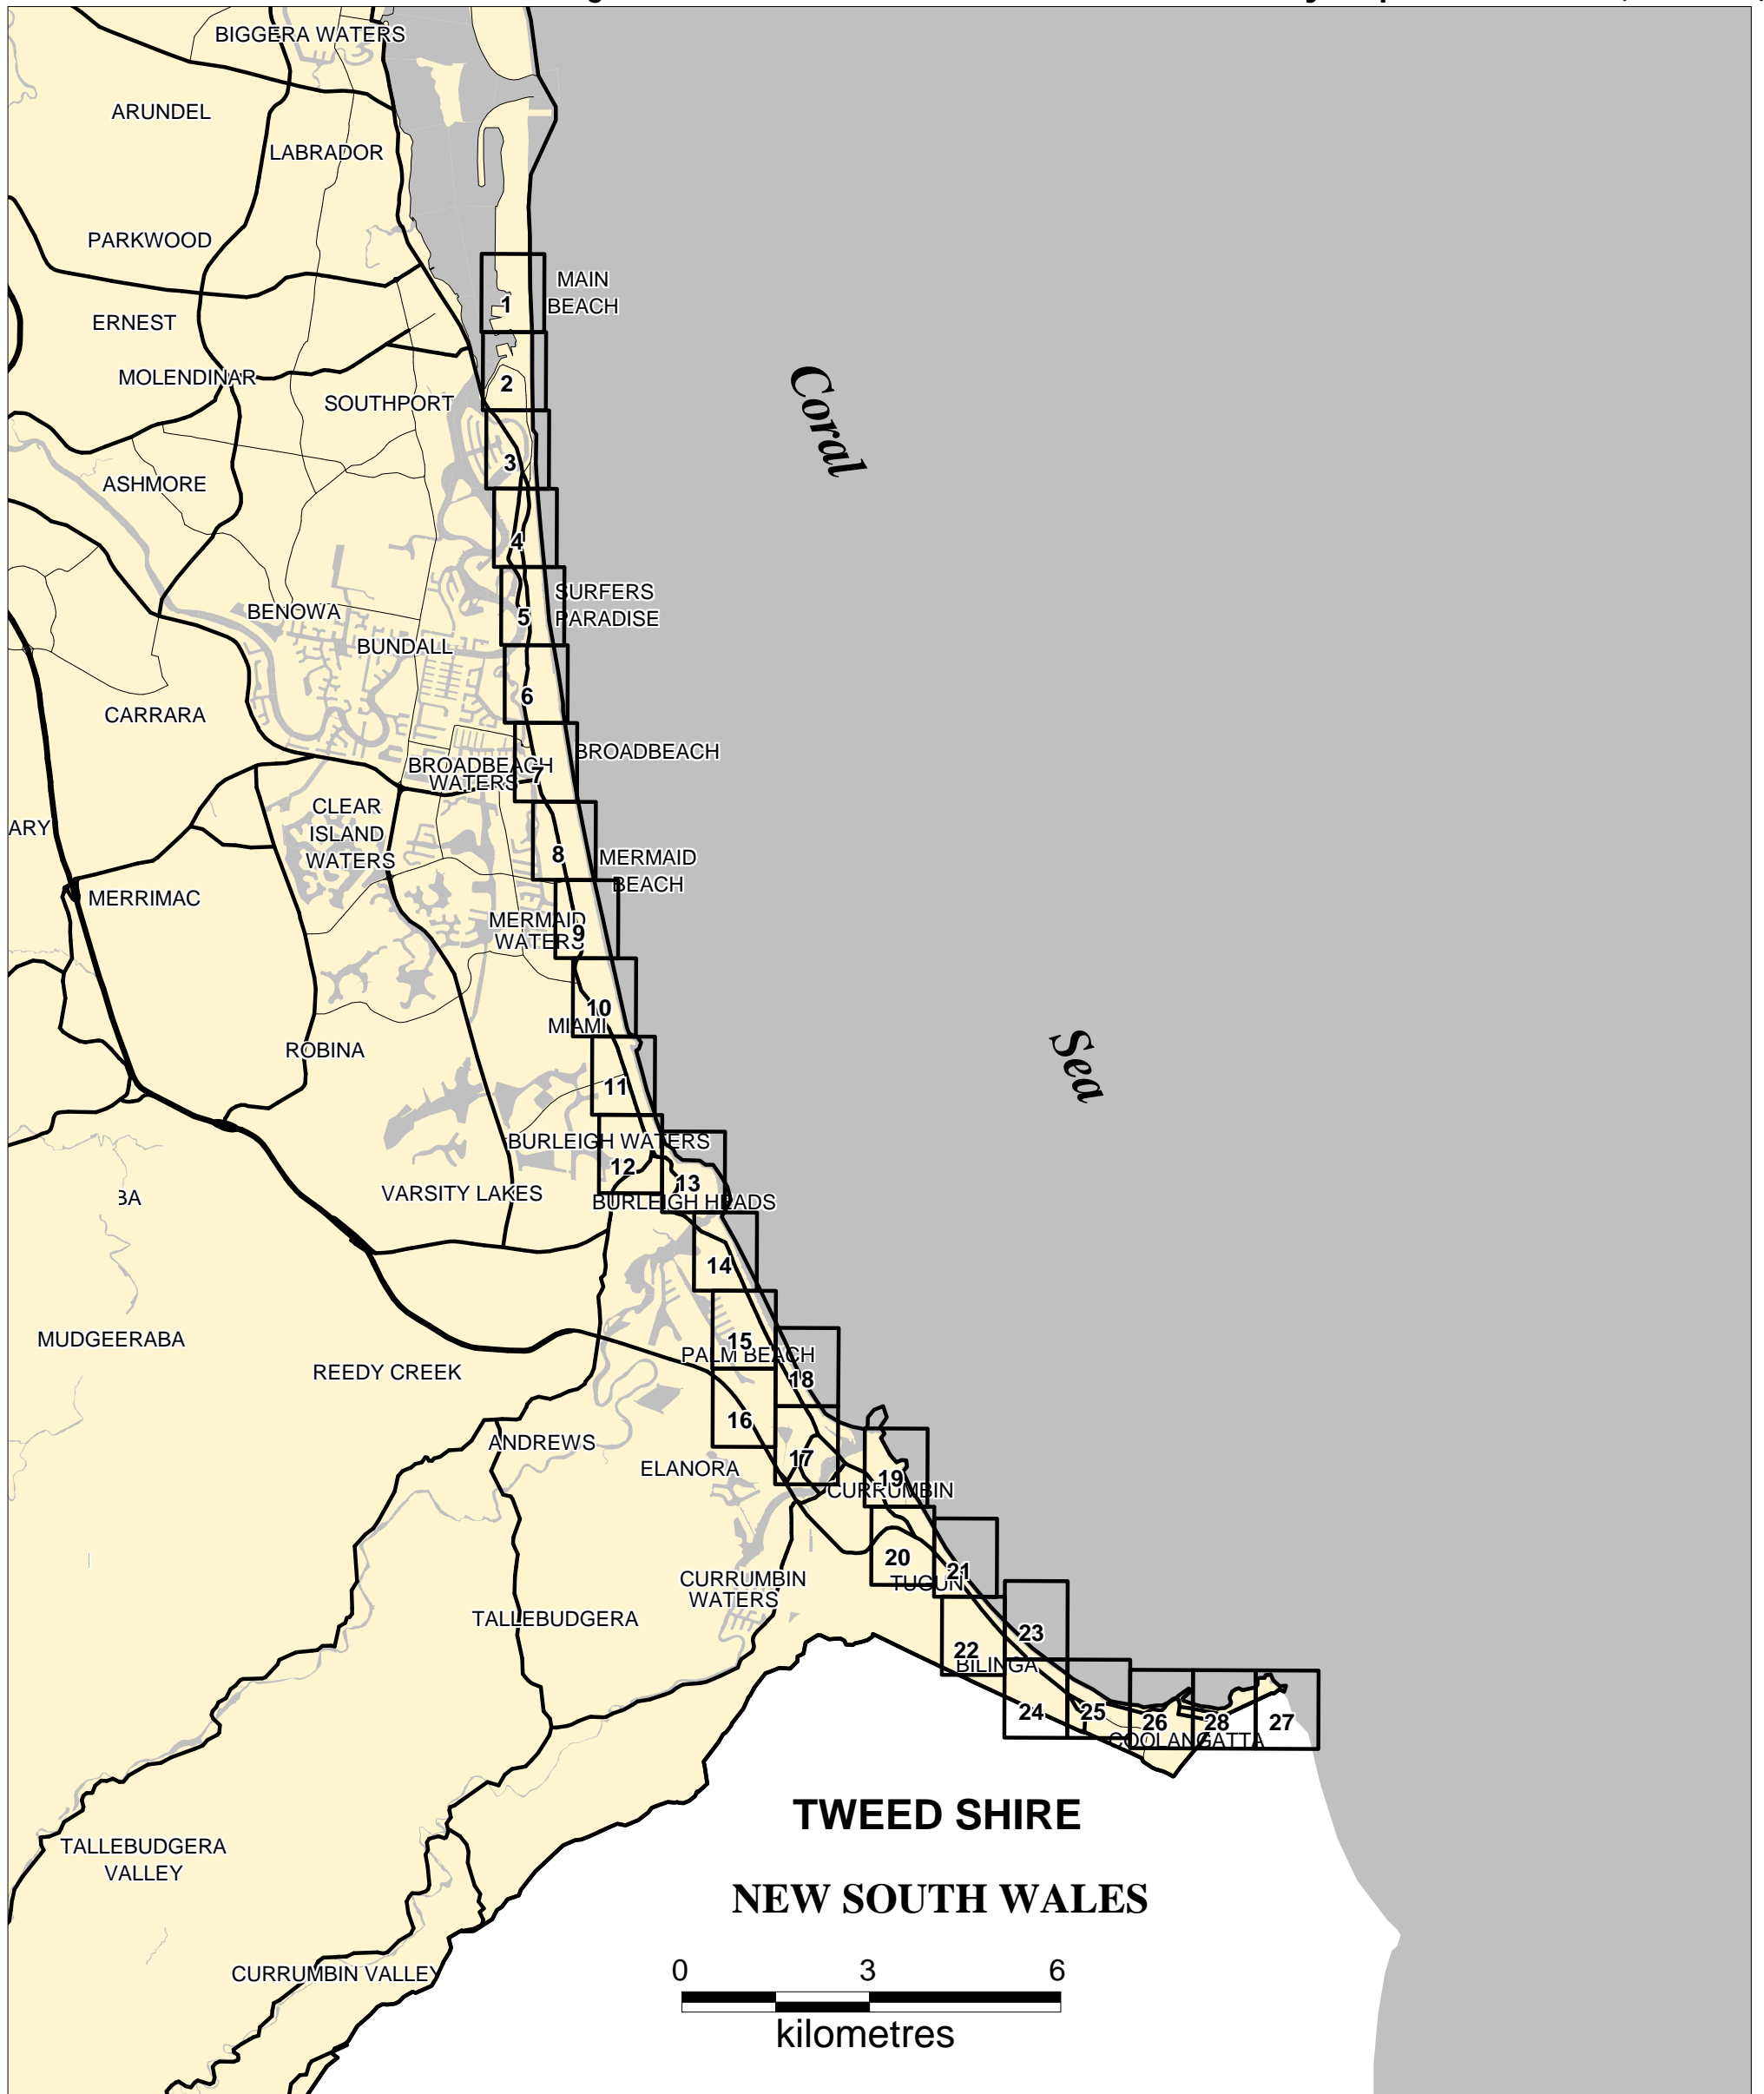 BIGGERA WATERS
ARUNDEL
LABRADOR
PARKWOOD
MAIN
BEACH
1
ERNEST
MOLENDINAR
2
SOUTHPORT
Coral
3
ASHMORE
4
SURFERS
PARADISE
5
BENOWA
BUNDALL
6
CARRARA
BROADBEACH
BROADBEACH
WATERS
7
CLEAR
ISLAND
WATERS
ARY
8
MERMAID
BEACH
MERRIMAC
MERMAID
WATERS
9
10
MIAMI
ROBINA
Sea
11
BURLEIGH WATERS
12
13
VARSITY LAKES
BURLEIGH HEADS
BA
14
MUDGEERABA
15
PALM BEACH
REEDY CREEK
18
16
ANDREWS
ELANORA
17
19
CURRUMBIN
20
21
TUGUN
CURRUMBIN
WATERS
TALLEBUDGERA
23
22
BILINGA
24
25
26
28
27
COOLANGATTA
TWEED SHIRE
TALLEBUDGERA
VALLEY
NEW SOUTH WALES
CURRUMBIN VALLEY
0 3 6
kilometres